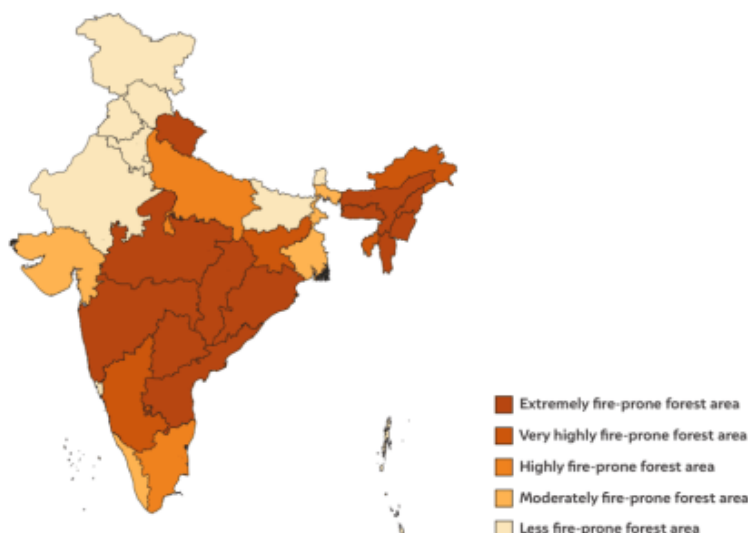 Extremely fire-prone forest area
Very highly fire-prone forest area
Highly fire-prone forest area
Moderately fire-prone forest area
Less fire-prone forest area